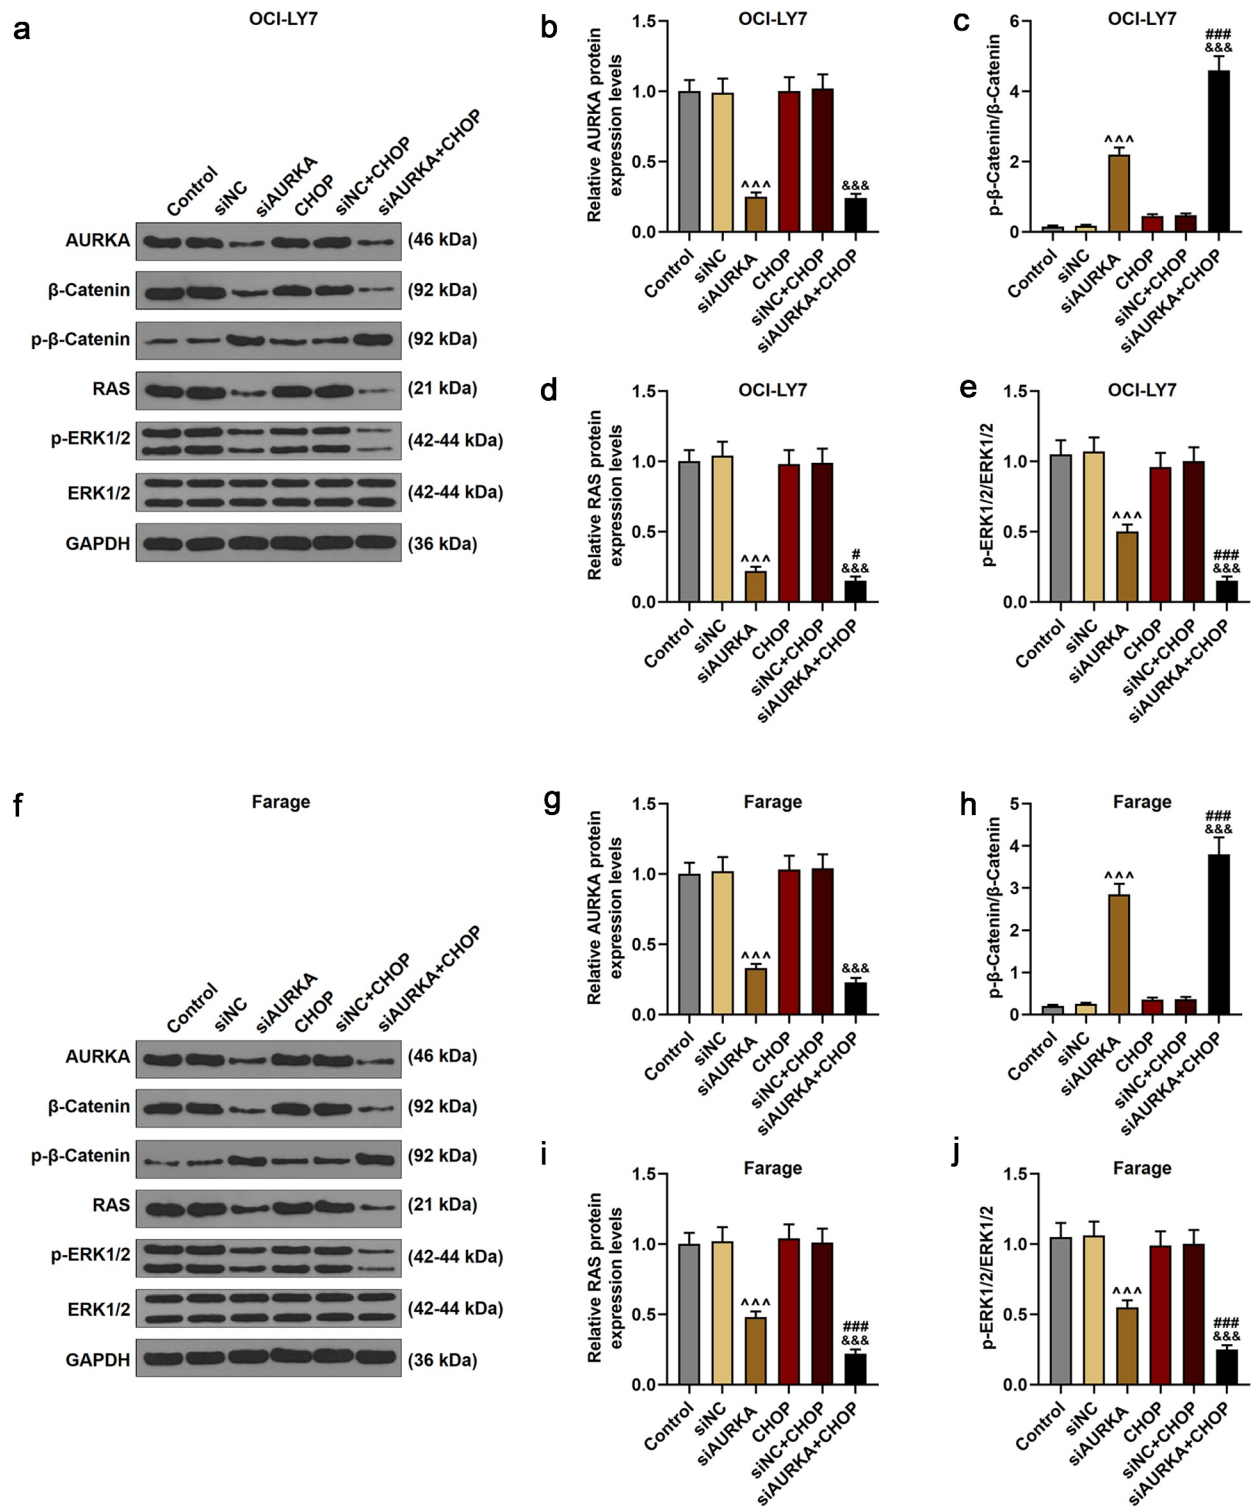 a
OCI-LY7
Control
siNC
siAURKA
CHOP
siNC+CHOP
siAURKA+CHOP
AURKA (46 kDa)
β-Catenin (92 kDa)
p-β-Catenin (92 kDa)
RAS (21 kDa)
p-ERK1/2 (42-44 kDa)
ERK1/2 (42-44 kDa)
GAPDH (36 kDa)
b
OCI-LY7
Relative AURKA protein
expression levels
1.5
1.0
0.5
0.0
^^^
&&&
Control
siNC
siAURKA
CHOP
siNC+CHOP
siAURKA+CHOP
c
OCI-LY7
p-β-Catenin/β-Catenin
6
4
2
0
^^^
###
&&&
Control
siNC
siAURKA
CHOP
siNC+CHOP
siAURKA+CHOP
d
OCI-LY7
Relative RAS protein
expression levels
1.5
1.0
0.5
0.0
^^^
#
&&&
Control
siNC
siAURKA
CHOP
siNC+CHOP
siAURKA+CHOP
e
OCI-LY7
p-ERK1/2/ERK1/2
1.5
1.0
0.5
0.0
^^^
###
&&&
Control
siNC
siAURKA
CHOP
siNC+CHOP
siAURKA+CHOP
f
Farage
Control
siNC
siAURKA
CHOP
siNC+CHOP
siAURKA+CHOP
AURKA (46 kDa)
β-Catenin (92 kDa)
p-β-Catenin (92 kDa)
RAS (21 kDa)
p-ERK1/2 (42-44 kDa)
ERK1/2 (42-44 kDa)
GAPDH (36 kDa)
g
Farage
Relative AURKA protein
expression levels
1.5
1.0
0.5
0.0
^^^
&&&
Control
siNC
siAURKA
CHOP
siNC+CHOP
siAURKA+CHOP
h
Farage
p-β-Catenin/β-Catenin
5
4
3
2
1
0
^^^
###
&&&
Control
siNC
siAURKA
CHOP
siNC+CHOP
siAURKA+CHOP
i
Farage
Relative RAS protein
expression levels
1.5
1.0
0.5
0.0
^^^
###
&&&
Control
siNC
siAURKA
CHOP
siNC+CHOP
siAURKA+CHOP
j
Farage
p-ERK1/2/ERK1/2
1.5
1.0
0.5
0.0
^^^
###
&&&
Control
siNC
siAURKA
CHOP
siNC+CHOP
siAURKA+CHOP